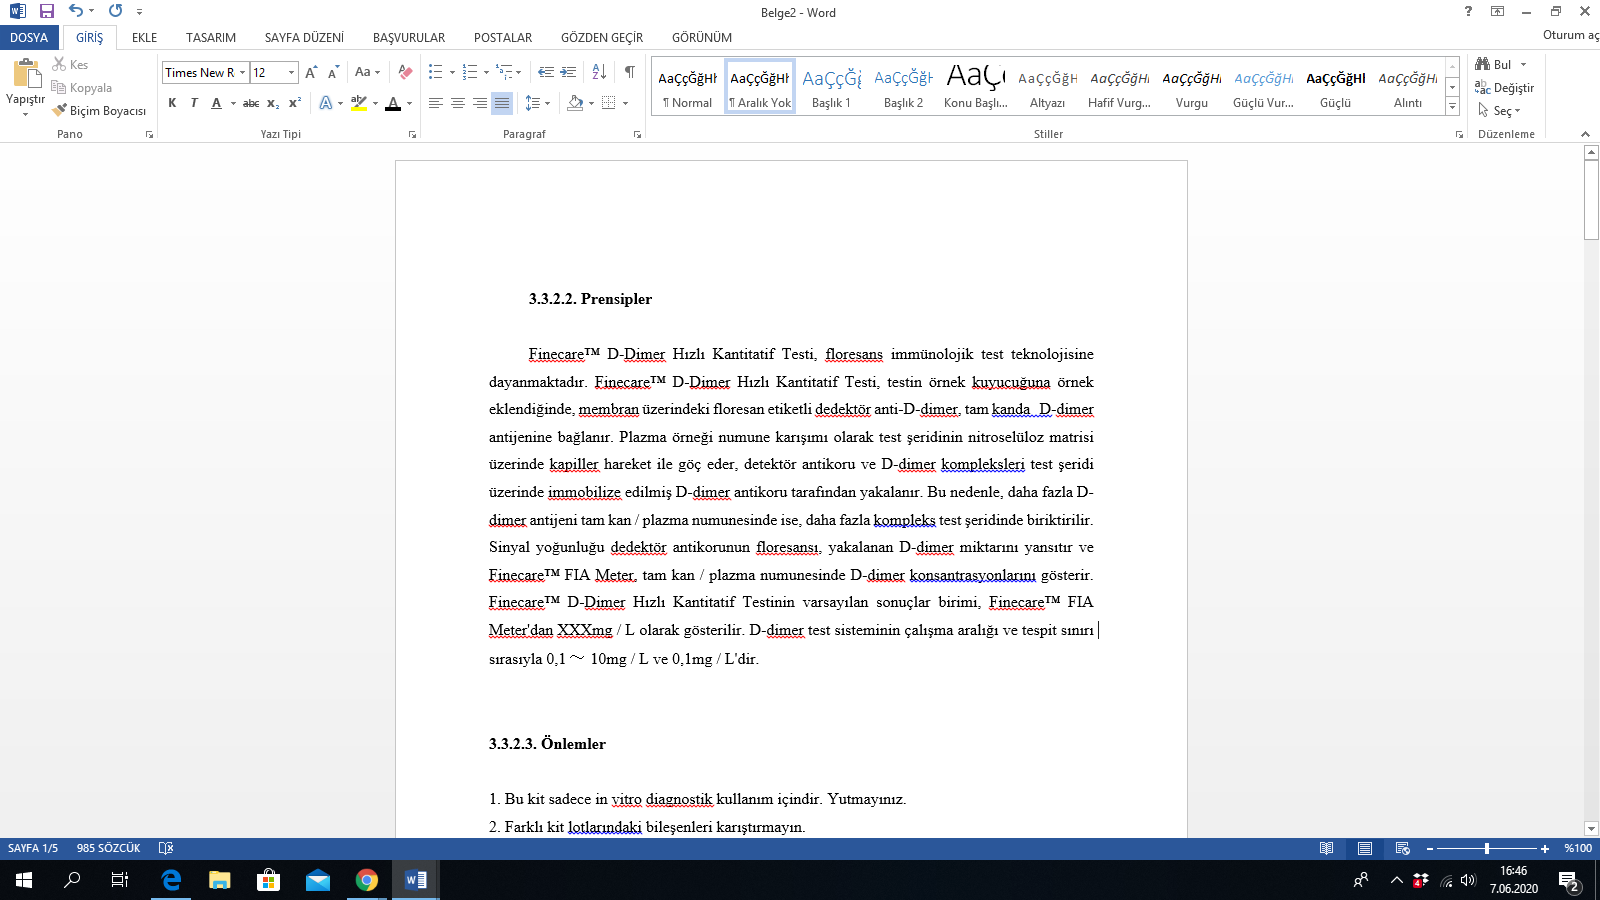 Belge2 - Word
DOSYA GİRİŞ EKLE TASARIM SAYFA DÜZENİ BAŞVURULAR POSTALAR GÖZDEN GEÇİR GÖRÜNÜM Oturum aç
Yapıştır
Kes
Kopyala
Biçim Boyacısı
Pano
Times New R 12
Yazı Tipi
Paragraf
AaÇçĞğHh AaÇçĞğHh AaÇçĞğ AaÇçĞğH AaÇç AaÇçĞğH AaÇçĞğHl AaÇçĞğHl AaÇçĞğHl AaÇçĞğHl AaÇçĞğHl
¶ Normal ¶ Aralık Yok Başlık 1 Başlık 2 Konu Başlı... Altyazı Hafif Vurg... Vurgu Güçlü Vur... Güçlü Alıntı
Stiller
Bul
Değiştir
Seç
Düzenleme
3.3.2.2. Prensipler
Finecare™ D-Dimer Hızlı Kantitatif Testi, floresans immünolojik test teknolojisine
dayanmaktadır. Finecare™ D-Dimer Hızlı Kantitatif Testi, testin örnek kuyucuğuna örnek
eklendiğinde, membran üzerindeki floresan etiketli dedektör anti-D-dimer, tam kanda D-dimer
antijenine bağlanır. Plazma örneği numune karışımı olarak test şeridinin nitroselüloz matrisi
üzerinde kapiller hareket ile göç eder, detektör antikoru ve D-dimer kompleksleri test şeridi
üzerinde immobilize edilmiş D-dimer antikoru tarafından yakalanır. Bu nedenle, daha fazla D-
dimer antijeni tam kan / plazma numunesinde ise, daha fazla kompleks test şeridinde biriktirilir.
Sinyal yoğunluğu dedektör antikorunun floresansı, yakalanan D-dimer miktarını yansıtır ve
Finecare™ FIA Meter, tam kan / plazma numunesinde D-dimer konsantrasyonlarını gösterir.
Finecare™ D-Dimer Hızlı Kantitatif Testinin varsayılan sonuçlar birimi, Finecare™ FIA
Meter'dan XXXmg / L olarak gösterilir. D-dimer test sisteminin çalışma aralığı ve tespit sınırı
sırasıyla 0,1～ 10mg / L ve 0,1mg / L'dir.
3.3.2.3. Önlemler
1. Bu kit sadece in vitro diagnostik kullanım içindir. Yutmayınız.
2. Farklı kit lotlarındaki bileşenleri karıştırmayın.
SAYFA 1/5 985 SÖZCÜK %100
16:46
7.06.2020